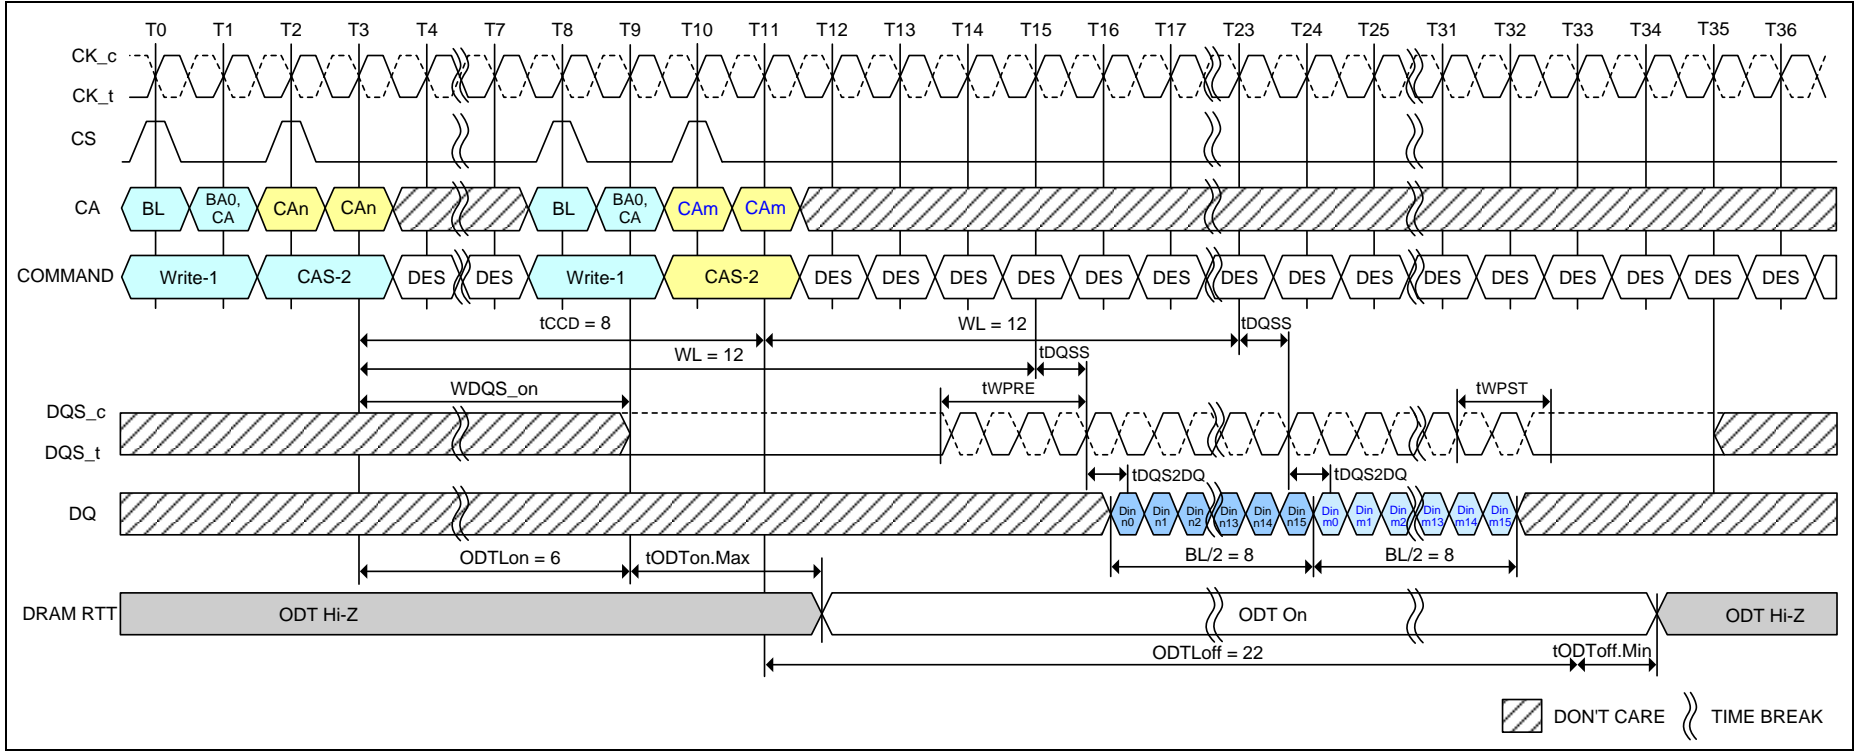 T0 T1 T2 T3 T4 T7 T8 T9 T10 T11 T12 T13 T14 T15 T16 T17 T23 T24 T25 T31 T32 T33 T34 T35 T36
CK_c
CK_t
CS
CA BL BA0, CA CAn CAn BL BA0, CA CAm CAm
COMMAND Write-1 CAS-2 DES DES Write-1 CAS-2 DES DES DES DES DES DES DES DES DES DES DES DES DES DES DES
tCCD = 8 WL = 12 tDQSS
WL = 12 tDQSS
WDQS_on tWPRE tWPST
DQS_c
DQS_t
tDQS2DQ tDQS2DQ
DQ Din n0 Din n1 Din n2 Din n13 Din n14 Din n15 Din m0 Din m1 Din m2 Din m13 Din m14 Din m15
ODTLon = 6 tODTon.Max BL/2 = 8 BL/2 = 8
DRAM RTT ODT Hi-Z ODT On ODT Hi-Z
ODTLoff = 22 tODToff.Min
DON'T CARE TIME BREAK